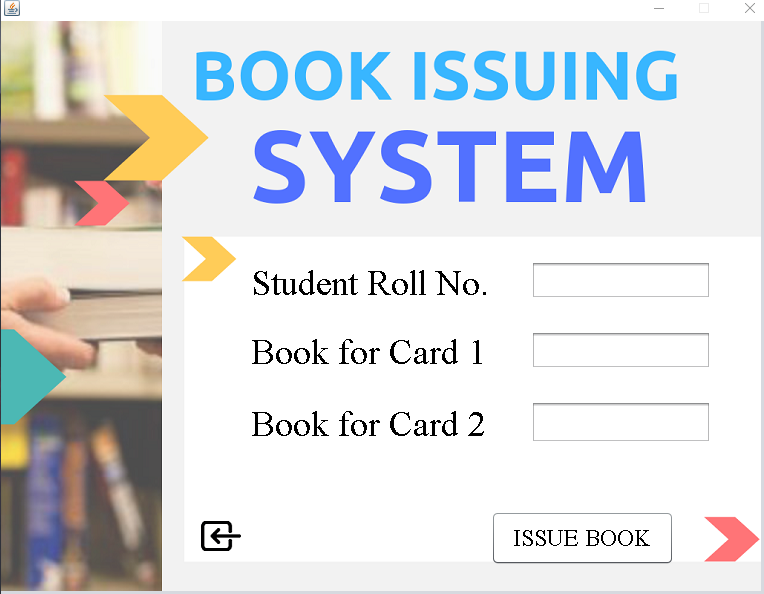 BOOK ISSUING
SYSTEM
Student Roll No.
Book for Card 1
Book for Card 2
ISSUE BOOK